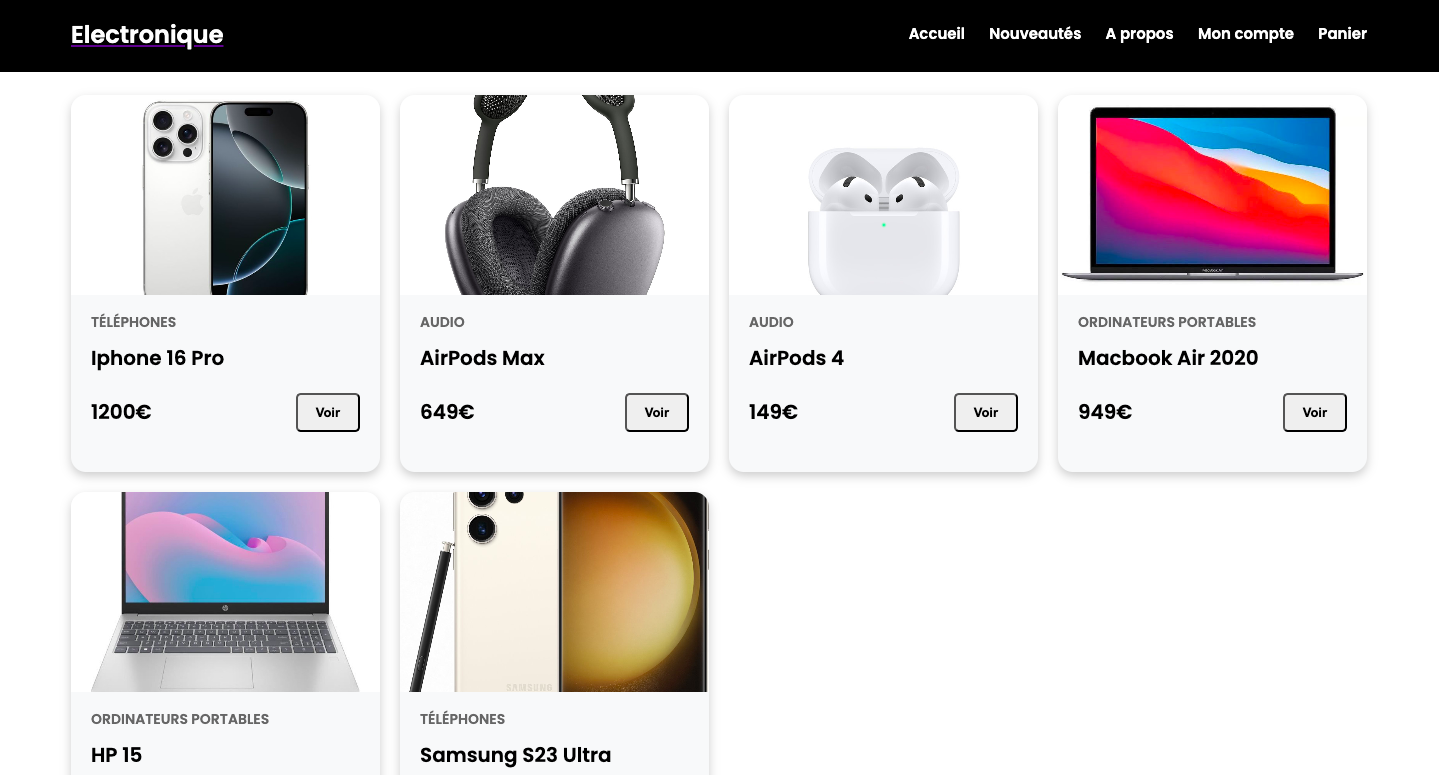 Electronique
Accueil Nouveautés A propos Mon compte Panier
TÉLÉPHONES
Iphone 16 Pro
1200€ Voir
AUDIO
AirPods Max
649€ Voir
AUDIO
AirPods 4
149€ Voir
ORDINATEURS PORTABLES
Macbook Air 2020
949€ Voir
ORDINATEURS PORTABLES
HP 15
SAMSUNG
TÉLÉPHONES
Samsung S23 Ultra